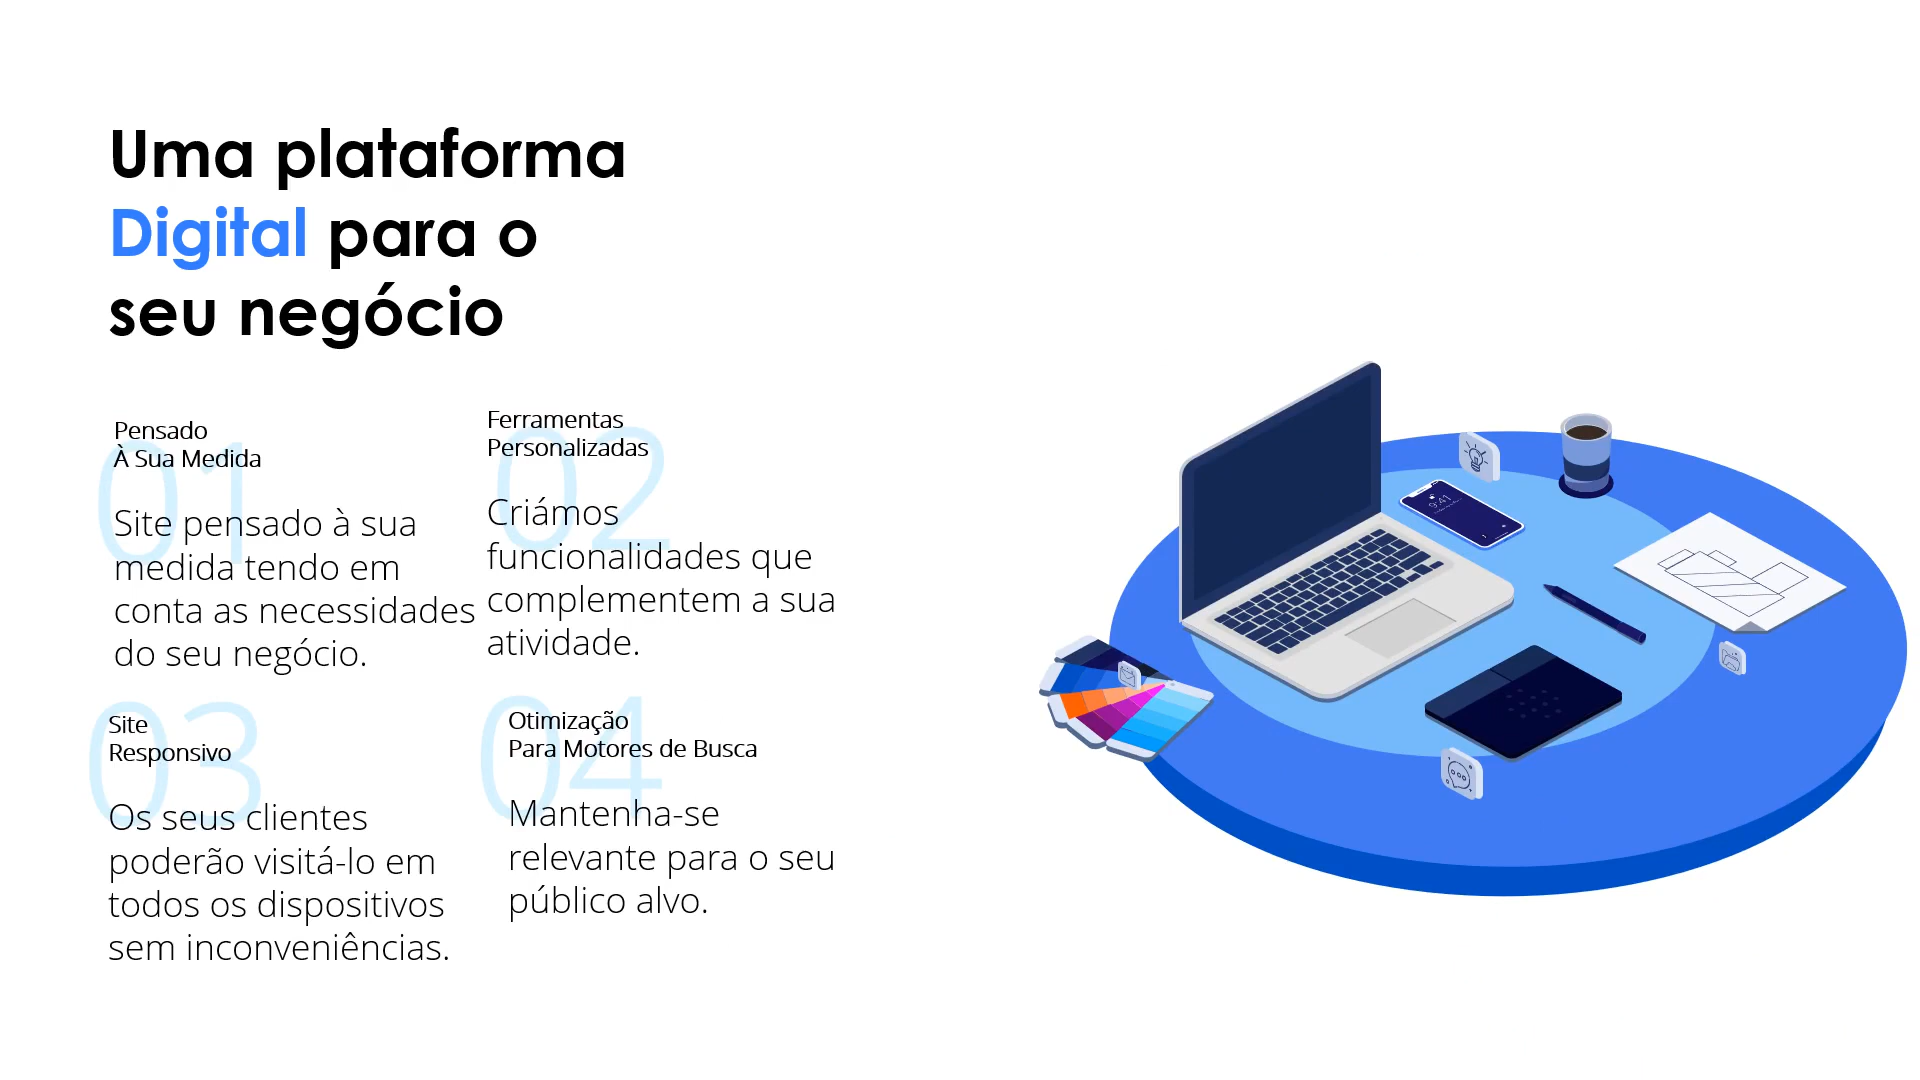 Uma plataforma
Digital para o
seu negócio
01
Pensado
À Sua Medida
Site pensado à sua
medida tendo em
conta as necessidades
do seu negócio.
02
Ferramentas
Personalizadas
Criámos
funcionalidades que
complementem a sua
atividade.
03
Site
Responsivo
Os seus clientes
poderão visitá-lo em
todos os dispositivos
sem inconveniências.
04
Otimização
Para Motores de Busca
Mantenha-se
relevante para o seu
público alvo.
9:41